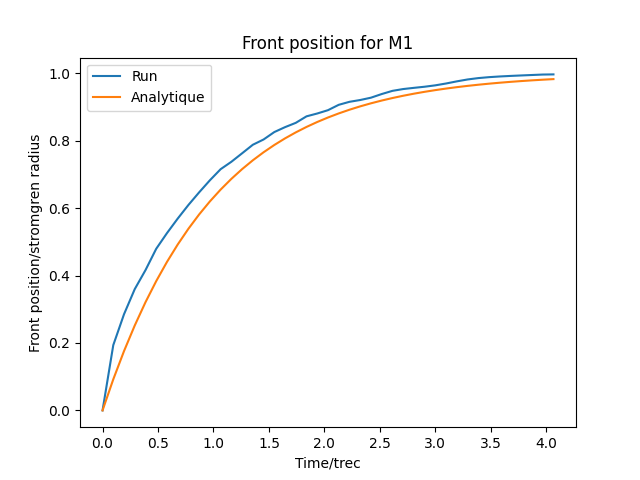 Front position for M1
Run
Analytique
Front position/stromgren radius
1.0
0.8
0.6
0.4
0.2
0.0
0.0 0.5 1.0 1.5 2.0 2.5 3.0 3.5 4.0
Time/trec